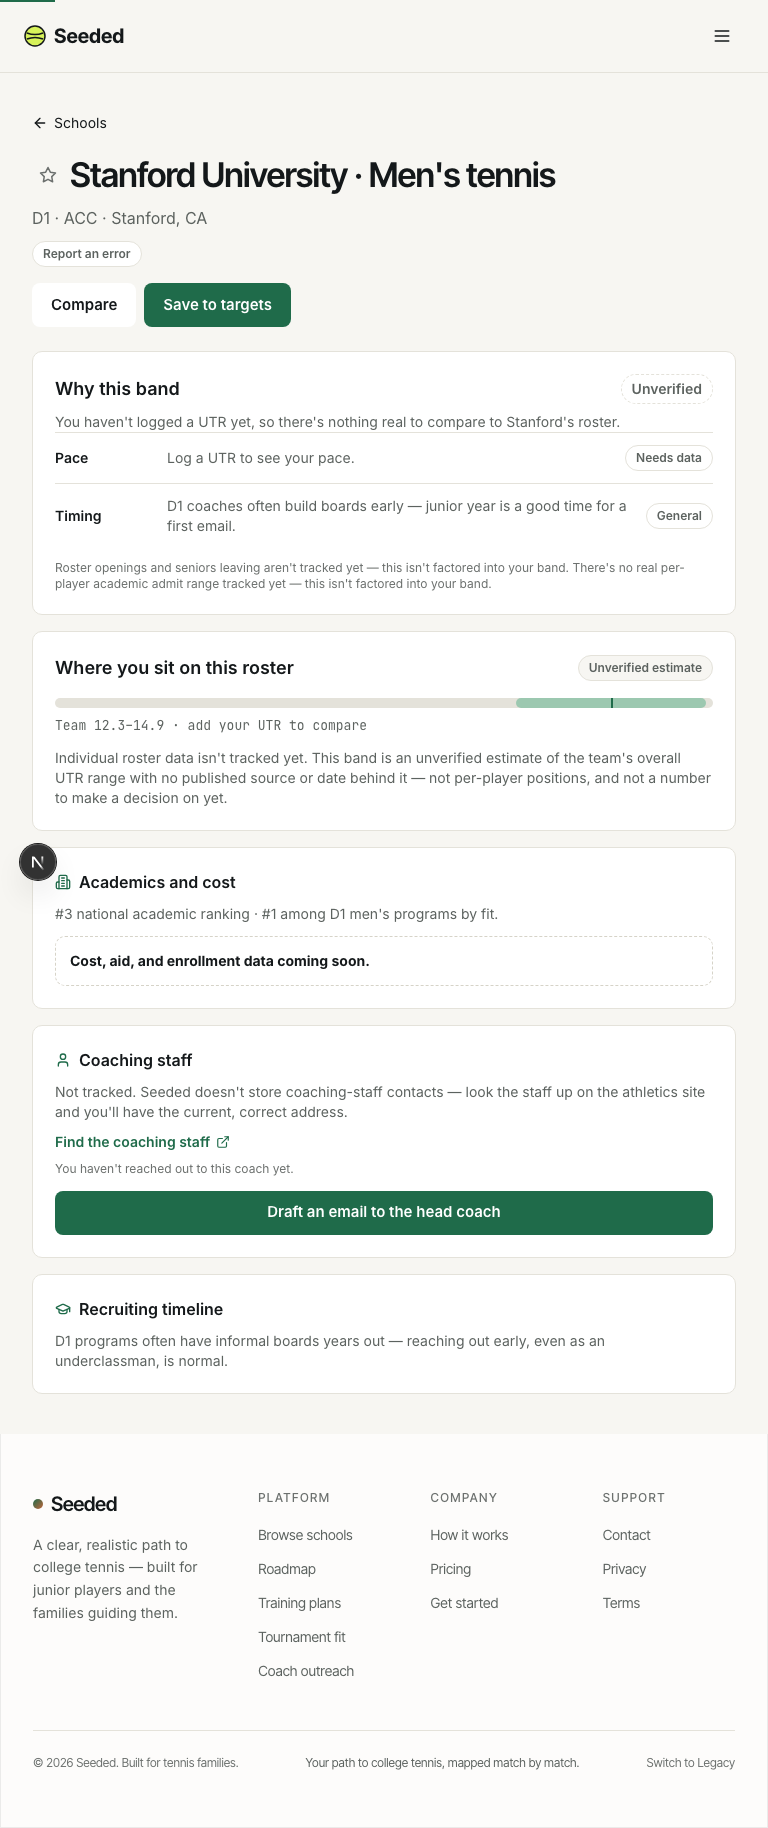 Seeded
Schools
Stanford University · Men's tennis
D1 · ACC · Stanford, CA
Report an error
Compare
Save to targets
Why this band
Unverified
You haven't logged a UTR yet, so there's nothing real to compare to Stanford's roster.
Pace
Log a UTR to see your pace.
Needs data
Timing
D1 coaches often build boards early — junior year is a good time for a
first email.
General
Roster openings and seniors leaving aren't tracked yet — this isn't factored into your band. There's no real per-
player academic admit range tracked yet — this isn't factored into your band.
Where you sit on this roster
Unverified estimate
Team 12.3–14.9 · add your UTR to compare
Individual roster data isn't tracked yet. This band is an unverified estimate of the team's overall
UTR range with no published source or date behind it — not per-player positions, and not a number
to make a decision on yet.
N
Academics and cost
#3 national academic ranking · #1 among D1 men's programs by fit.
Cost, aid, and enrollment data coming soon.
Coaching staff
Not tracked. Seeded doesn't store coaching-staff contacts — look the staff up on the athletics site
and you'll have the current, correct address.
Find the coaching staff
You haven't reached out to this coach yet.
Draft an email to the head coach
Recruiting timeline
D1 programs often have informal boards years out — reaching out early, even as an
underclassman, is normal.
Seeded
A clear, realistic path to
college tennis — built for
junior players and the
families guiding them.
PLATFORM
Browse schools
Roadmap
Training plans
Tournament fit
Coach outreach
COMPANY
How it works
Pricing
Get started
SUPPORT
Contact
Privacy
Terms
© 2026 Seeded. Built for tennis families.
Your path to college tennis, mapped match by match.
Switch to Legacy